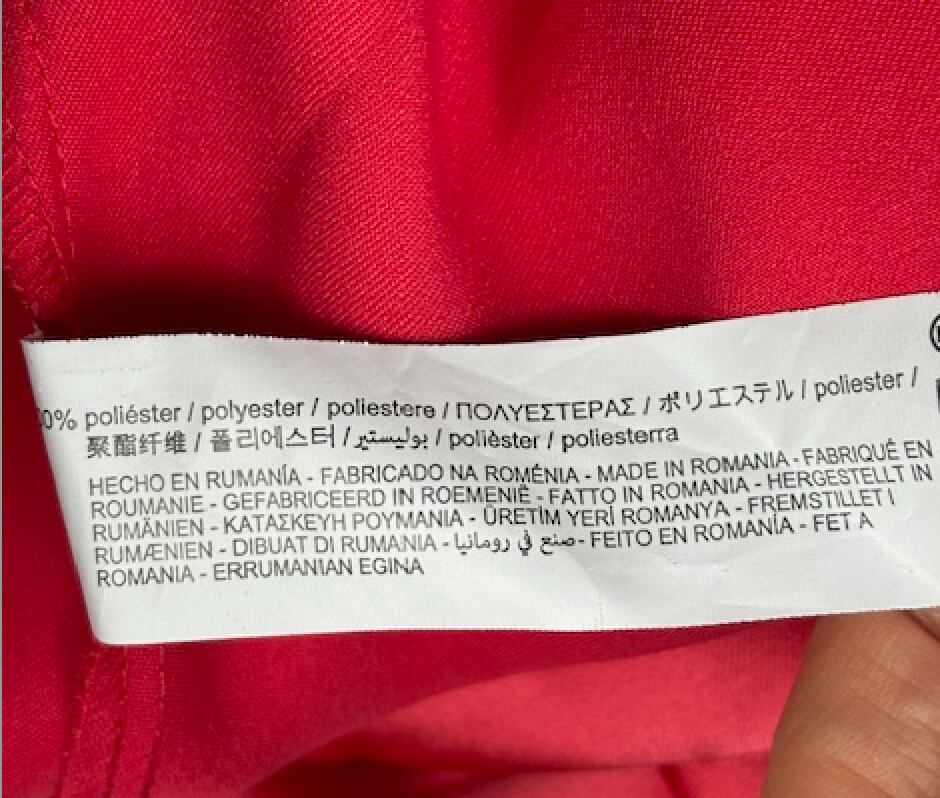 0% poliéster / polyester / poliestere / ΠΟΛΥΕΣΤΕΡΑΣ / ポリエステル / poliester /
聚酯纤维 / 폴리에스터 / بوليستير / polièster / poliesterra
HECHO EN RUMANÍA - FABRICADO NA ROMÉNIA - MADE IN ROMANIA - FABRIQUÉ EN
ROUMANIE - GEFABRICEERD IN ROEMENIË - FATTO IN ROMANIA - HERGESTELLT IN
RUMÄNIEN - ΚΑΤΑΣΚΕΥΗ ΡΟΥΜΑΝΙΑ - ÜRETİM YERİ ROMANYA - FREMSTILLET I
RUMÆNIEN - DIBUAT DI RUMANIA - صنع في رومانيا - FEITO EN ROMANÍA - FET A
ROMANIA - ERRUMANIAN EGINA